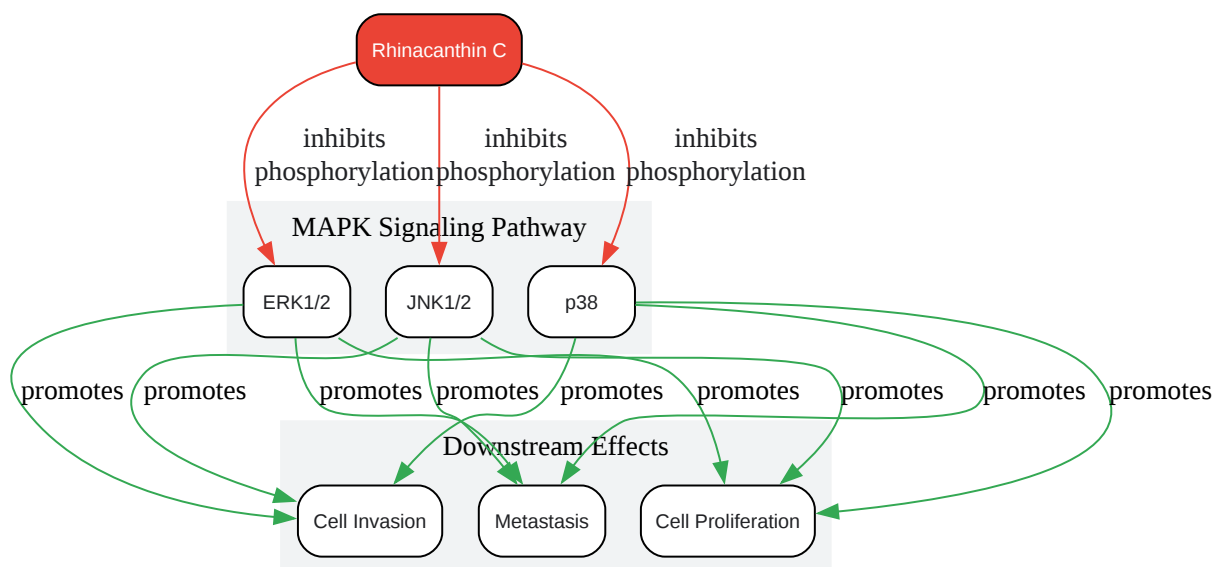 Rhinacanthin C
inhibits
phosphorylation
inhibits
phosphorylation
inhibits
phosphorylation
MAPK Signaling Pathway
ERK1/2
JNK1/2
p38
promotes
promotes
promotes
promotes
promotes
promotes
promotes
promotes
promotes
Downstream Effects
Cell Invasion
Metastasis
Cell Proliferation